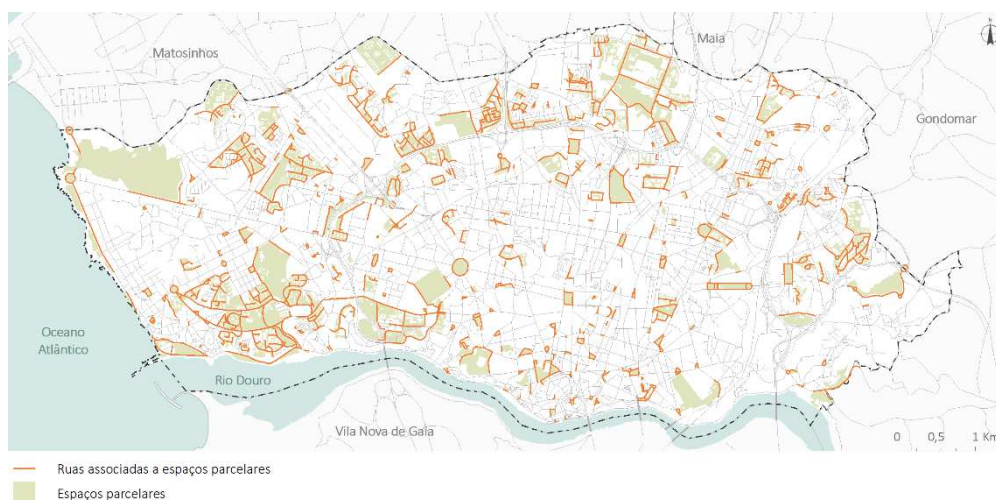 Matosinhos
Maia
N
Gondomar
Oceano
Atlântico
Rio Douro
Vila Nova de Gaia
0 0,5 1 Km
Ruas associadas a espaços parcelares
Espaços parcelares